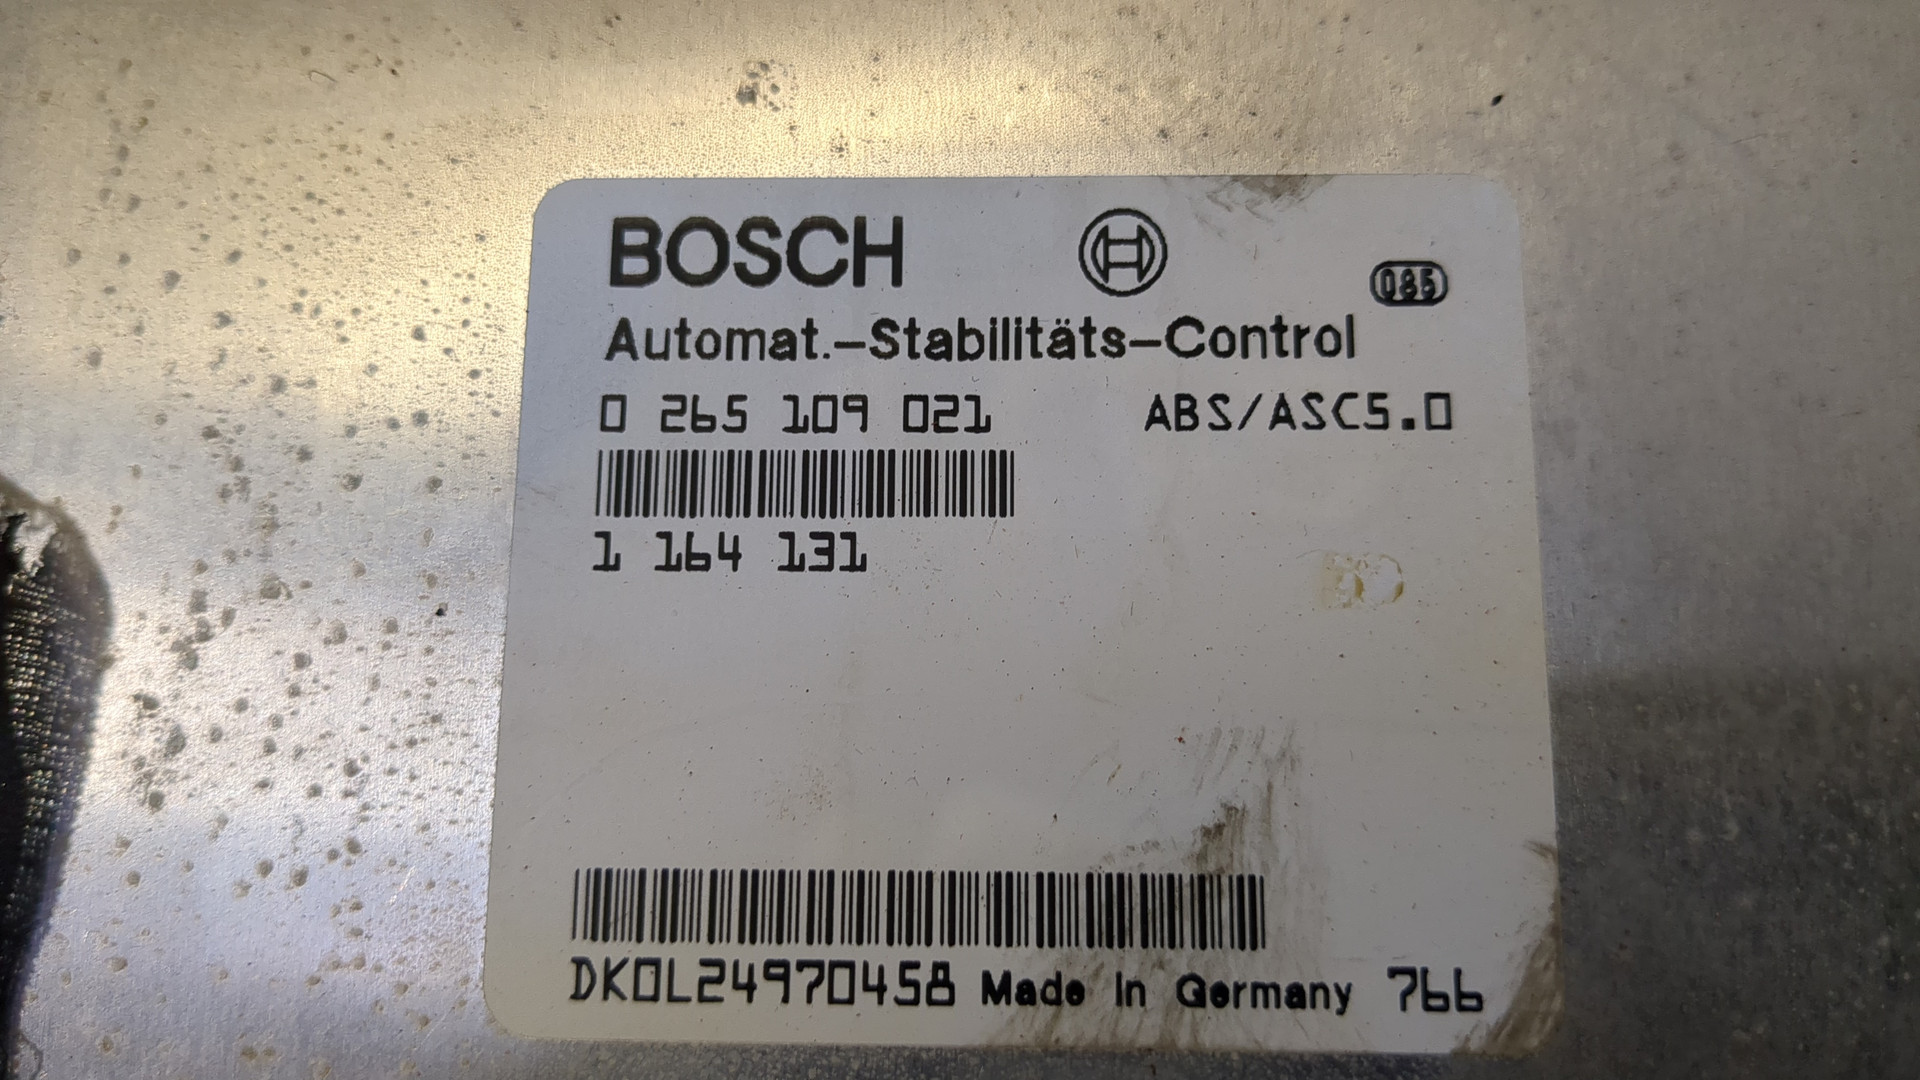 BOSCH
085
Automat.-Stabilitäts-Control
0 265 109 021 ABS/ASC5.0
1 164 131
DK0L24970458 Made in Germany 766